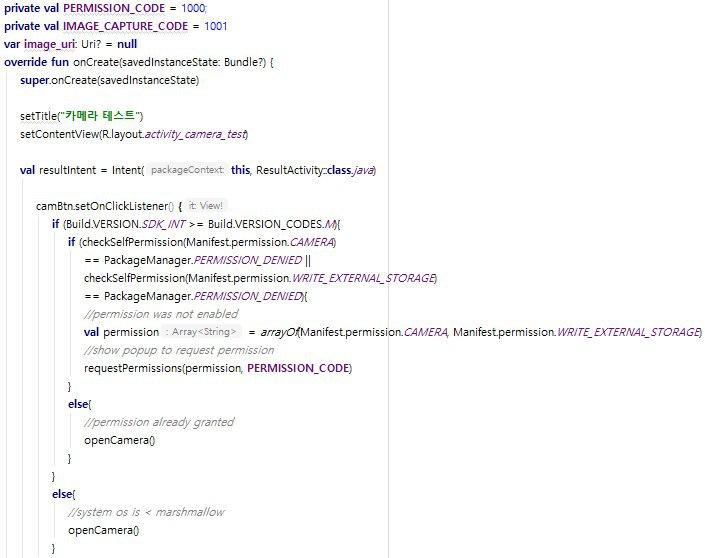 private val PERMISSION_CODE = 1000;
private val IMAGE_CAPTURE_CODE = 1001
var image_uri: Uri? = null
override fun onCreate(savedInstanceState: Bundle?) {
super.onCreate(savedInstanceState)
setTitle("카메라 테스트")
setContentView(R.layout.activity_camera_test)
val resultIntent = Intent( packageContext: this, ResultActivity::class.java)
camBtn.setOnClickListener() { it: View!
if (Build.VERSION.SDK_INT >= Build.VERSION_CODES.M){
if (checkSelfPermission(Manifest.permission.CAMERA)
== PackageManager.PERMISSION_DENIED ||
checkSelfPermission(Manifest.permission.WRITE_EXTERNAL_STORAGE)
== PackageManager.PERMISSION_DENIED){
//permission was not enabled
val permission : Array<String> = arrayOf(Manifest.permission.CAMERA, Manifest.permission.WRITE_EXTERNAL_STORAGE)
//show popup to request permission
requestPermissions(permission, PERMISSION_CODE)
}
else{
//permission already granted
openCamera()
}
}
else{
//system os is < marshmallow
openCamera()
}